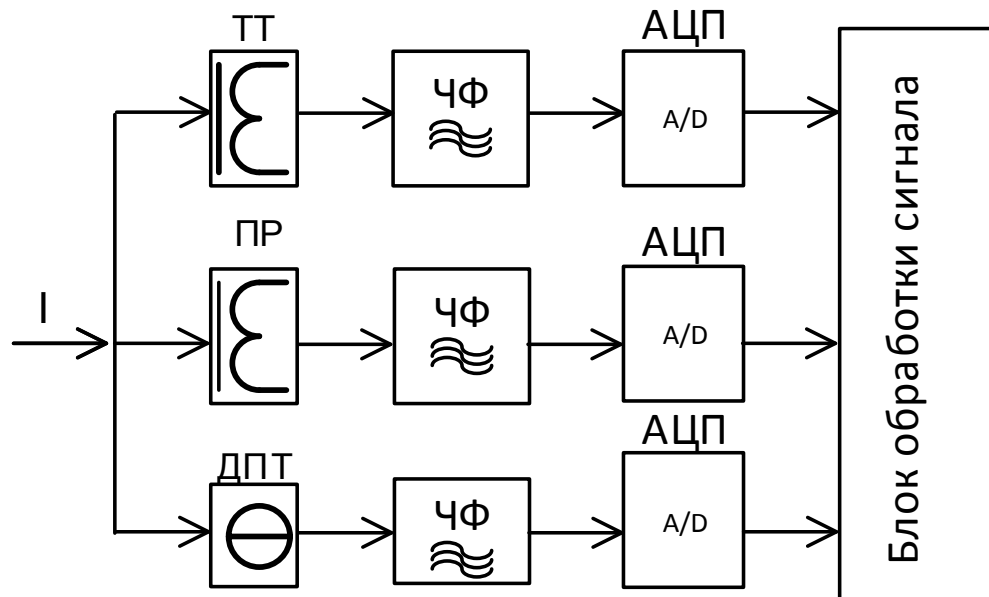 ТТ
ЧФ
АЦП
A/D
ПР
ЧФ
АЦП
A/D
I
ДПТ
ЧФ
АЦП
A/D
Блок обработки сигнала